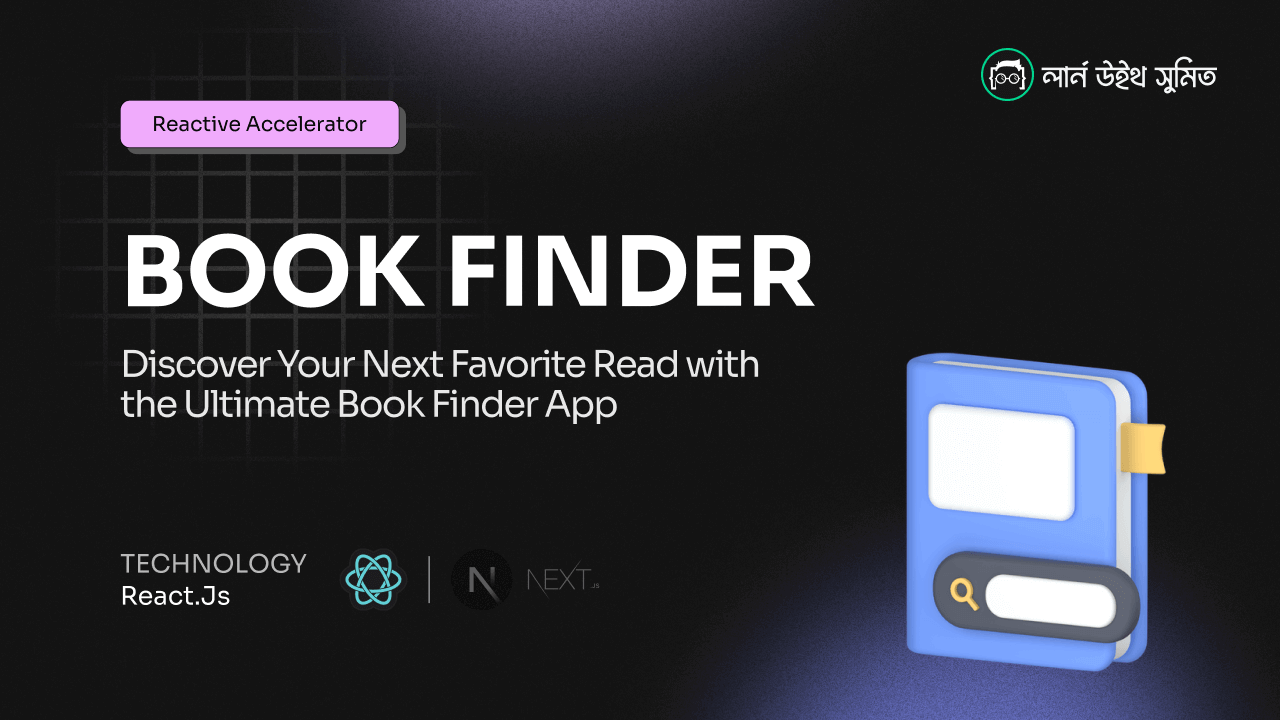 লার্ন উইথ সুমিত
Reactive Accelerator
BOOK FINDER
Discover Your Next Favorite Read with
the Ultimate Book Finder App
TECHNOLOGY
React.Js
N
NEXT.JS